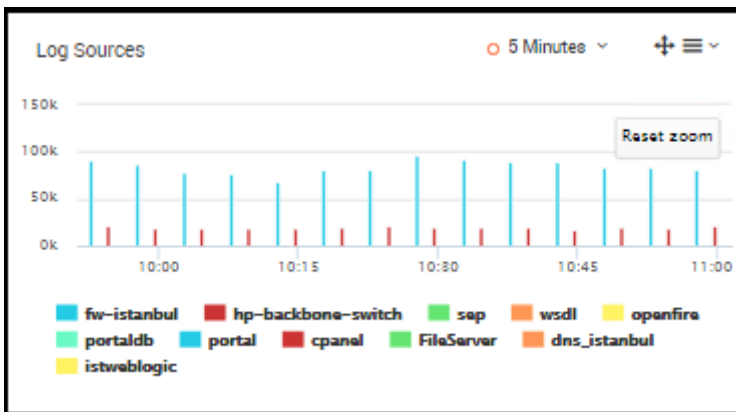 Log Sources 5 Minutes
150k
Reset zoom
100k
50k
0k
10:00 10:15 10:30 10:45 11:00
fw-istanbul hp-backbone-switch sep wsdl openfire
portaldb portal cpanel FileServer dns_istanbul
istweblogic